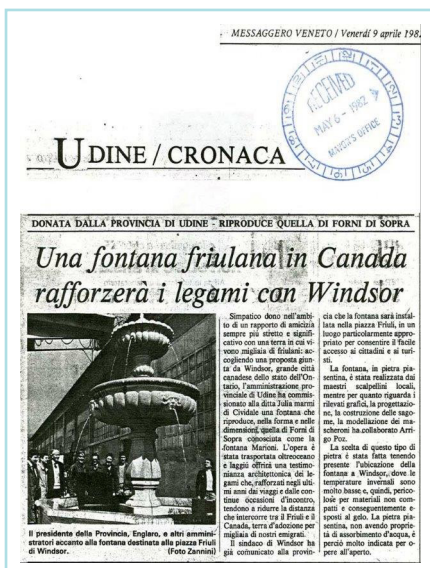 MESSAGGERO VENETO / Venerdì 9 aprile 198
RECEIVED
MAY 6 - 1982
MAYOR'S OFFICE
UDINE / CRONACA
DONATA DALLA PROVINCIA DI UDINE - RIPRODUCE QUELLA DI FORNI DI SOPRA
Una fontana friulana in Canada
rafforzerà i legami con Windsor
Il presidente della Provincia, Englaro, e altri ammini-
stratori accanto alla fontana destinata alla piazza Friuli
di Windsor. (Foto Zannini)
Simpatico dono nell'ambi-
to di un rapporto di amicizia
sempre più stretto e signifi-
cativo con una terra in cui vi-
vono migliaia di friulani: ac-
cogliendo una proposta giun-
ta da Windsor, grande città
canadese dello stato dell'On-
tario, l'amministrazione pro-
vinciale di Udine ha commis-
sionato alla ditta Julia marmi
di Cividale una fontana che
riproduce, nella forma e nelle
dimensioni, quella di Forni di
Sopra conosciuta come la
fontana Marioni. L'opera è
stata trasportata oltreoceano
e laggiù offrirà una testimo-
nianza architettonica dei le-
gami che, rafforzati negli ulti-
mi anni dai viaggi e dalle con-
tinue occasioni d'incontro,
tendono a ridurre la distanza
che intercorre tra il Friuli e il
Canada, terra d'adozione per
migliaia di nostri emigrati.
Il sindaco di Windsor ha
già comunicato alla provin-
cia che la fontana sarà instal-
lata nella piazza Friuli, in un
luogo particolarmente appro-
priato per consentire il facile
accesso ai cittadini e ai turi-
sti.
La fontana, in pietra pia-
sentina, è stata realizzata dai
maestri scalpellini locali,
mentre per quanto riguarda i
rilevati grafici, la progettazio-
ne, la costruzione delle sago-
me, la modellazione dei ma-
scheroni ha collaborato Arri-
go Poz.
La scelta di questo tipo di
pietra è stata fatta tenendo
presente l'ubicazione della
fontana a Windsor, dove le
temperature invernali sono
molto basse e, quindi, perico-
lose per materiali non com-
patti e conseguentemente e-
sposti al gelo. La pietra pia-
sentina, non avendo proprie-
tà di assorbimento d'acqua, è
perciò molto indicata per o-
pere all'aperto.